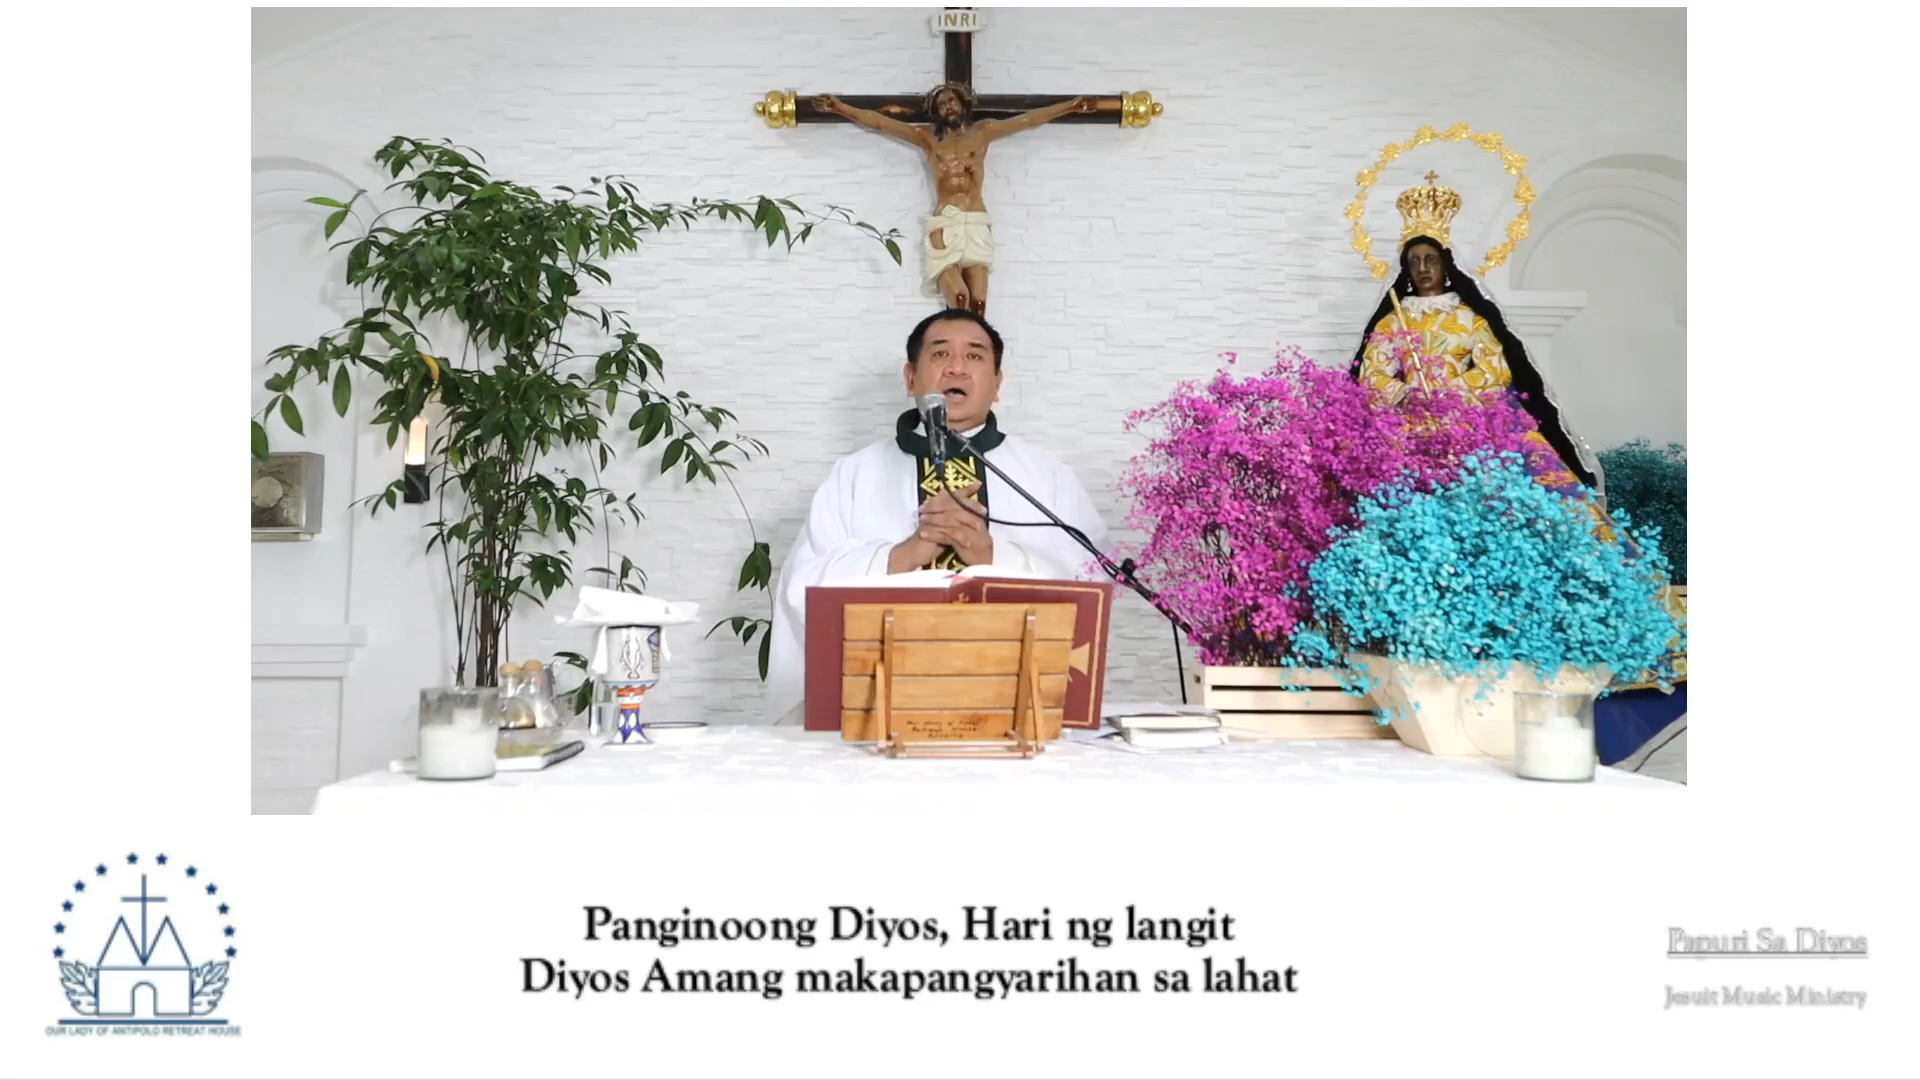 INRI
Panginoong Diyos, Hari ng langit
Diyos Amang makapangyarihan sa lahat
Papuri Sa Diyos
Jesuit Music Ministry
OUR LADY OF ANTIPOLO RETREAT HOUSE